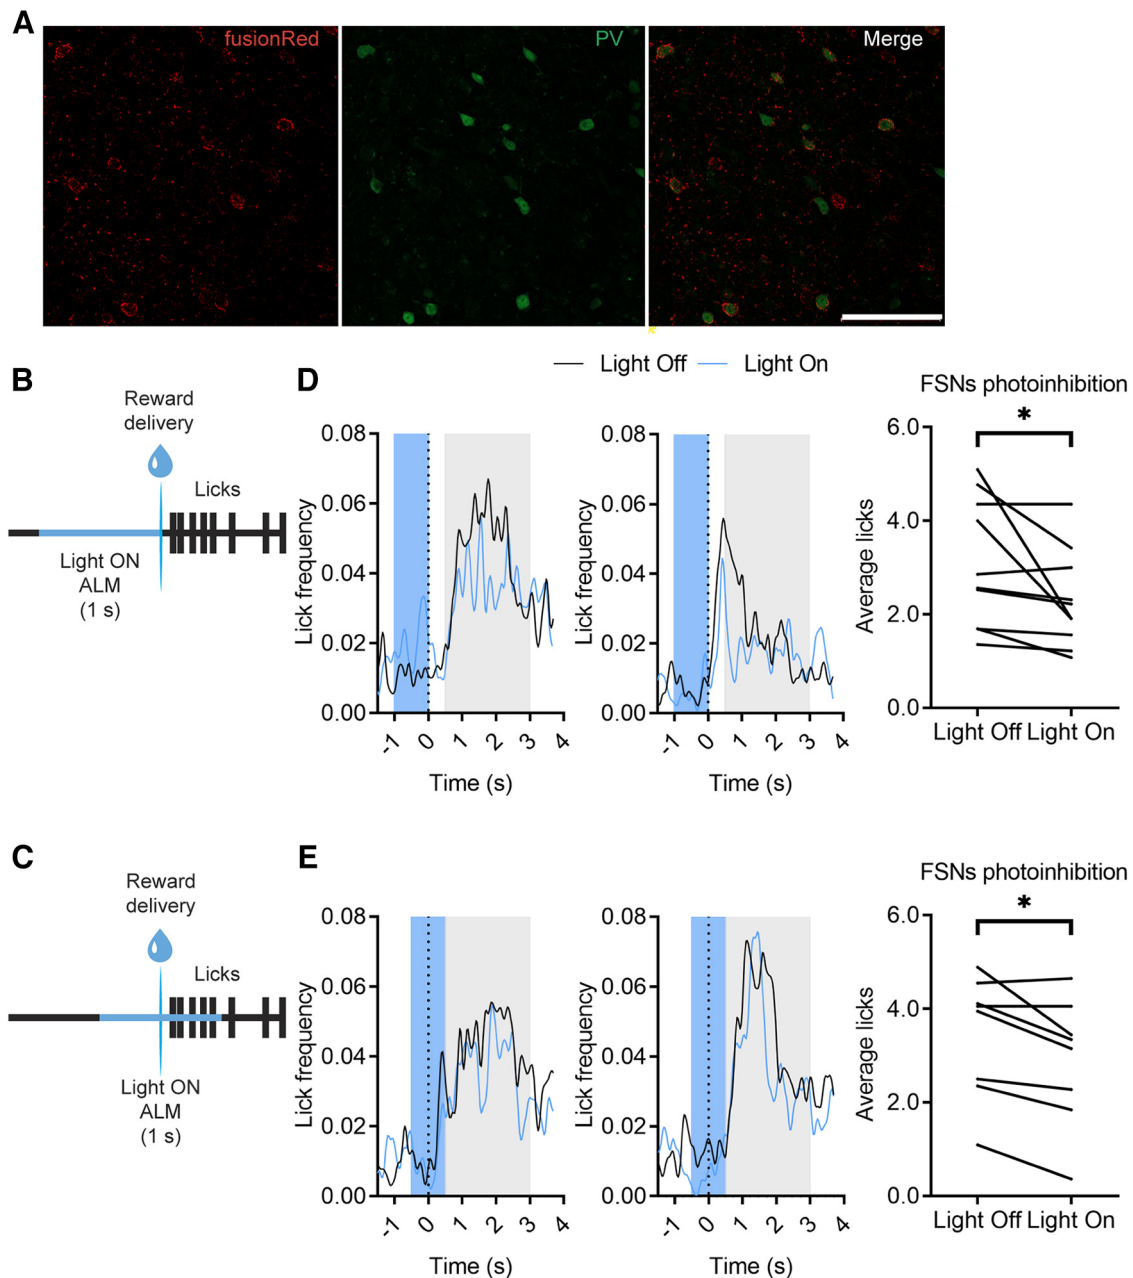 A
fusionRed
PV
Merge
Light Off
Light On
B
Reward
delivery
Licks
Light ON
ALM
(1 s)
D
Lick frequency
0.08
0.06
0.04
0.02
0.00
-1
0
1
2
3
4
Time (s)
Lick frequency
0.08
0.06
0.04
0.02
0.00
-1
0
1
2
3
4
Time (s)
FSNs photoinhibition
*
Average licks
6.0
4.0
2.0
0.0
Light Off
Light On
C
Reward
delivery
Licks
Light ON
ALM
(1 s)
E
Lick frequency
0.08
0.06
0.04
0.02
0.00
-1
0
1
2
3
4
Time (s)
Lick frequency
0.08
0.06
0.04
0.02
0.00
-1
0
1
2
3
4
Time (s)
FSNs photoinhibition
*
Average licks
6.0
4.0
2.0
0.0
Light Off
Light On